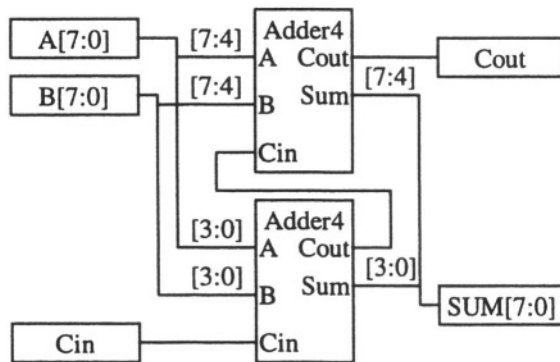 A[7:0]
B[7:0]
[7:4]
[7:4]
Adder4
A
Cout
B
Sum
Cin
[7:4]
Cout
[3:0]
[3:0]
Adder4
A
Cout
B
Sum
Cin
[3:0]
SUM[7:0]
Cin